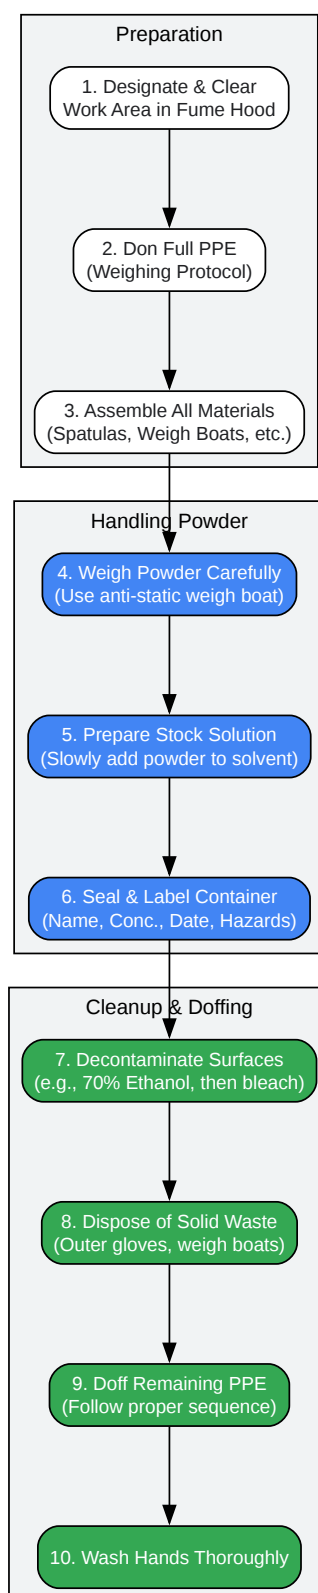 Preparation
1. Designate & Clear
Work Area in Fume Hood
2. Don Full PPE
(Weighing Protocol)
3. Assemble All Materials
(Spatulas, Weigh Boats, etc.)
Handling Powder
4. Weigh Powder Carefully
(Use anti-static weigh boat)
5. Prepare Stock Solution
(Slowly add powder to solvent)
6. Seal & Label Container
(Name, Conc., Date, Hazards)
Cleanup & Doffing
7. Decontaminate Surfaces
(e.g., 70% Ethanol, then bleach)
8. Dispose of Solid Waste
(Outer gloves, weigh boats)
9. Doff Remaining PPE
(Follow proper sequence)
10. Wash Hands Thoroughly